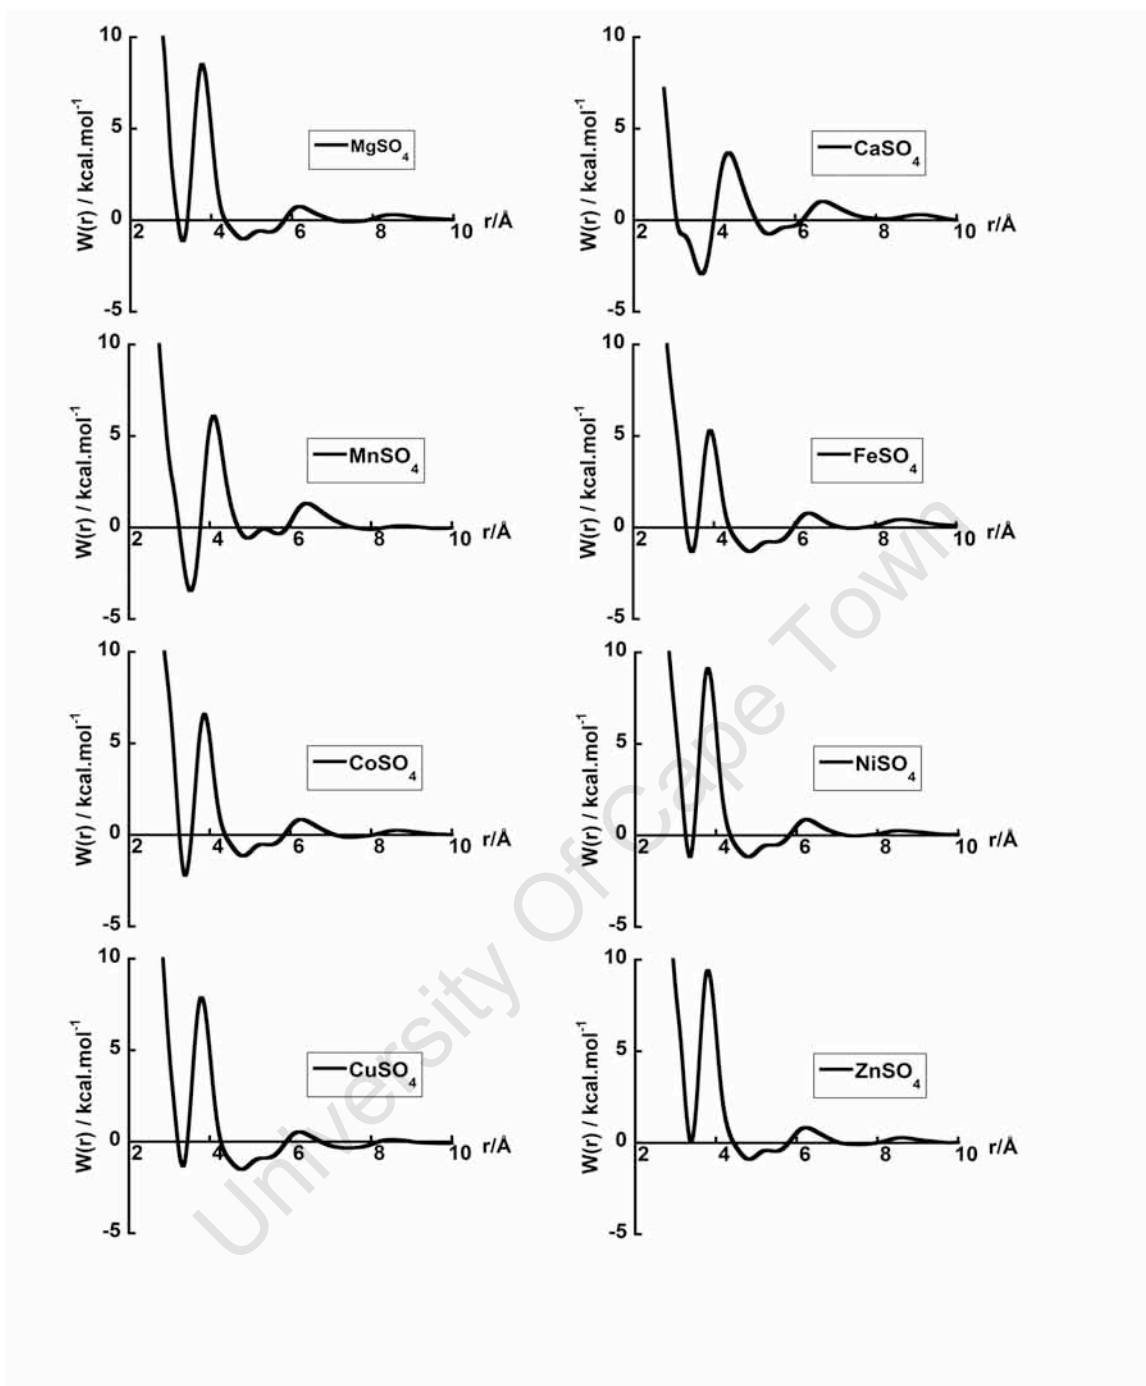 10
5
0
-5
W(r) / kcal.mol⁻¹
2 4 6 8 10 r/Å
MgSO₄
10
5
0
-5
W(r) / kcal.mol⁻¹
2 4 6 8 10 r/Å
CaSO₄
10
5
0
-5
W(r) / kcal.mol⁻¹
2 4 6 8 10 r/Å
MnSO₄
10
5
0
-5
W(r) / kcal.mol⁻¹
2 4 6 8 10 r/Å
FeSO₄
10
5
0
-5
W(r) / kcal.mol⁻¹
2 4 6 8 10 r/Å
CoSO₄
10
5
0
-5
W(r) / kcal.mol⁻¹
2 4 6 8 10 r/Å
NiSO₄
10
5
0
-5
W(r) / kcal.mol⁻¹
2 4 6 8 10 r/Å
CuSO₄
10
5
0
-5
W(r) / kcal.mol⁻¹
2 4 6 8 10 r/Å
ZnSO₄
University Of Cape Town